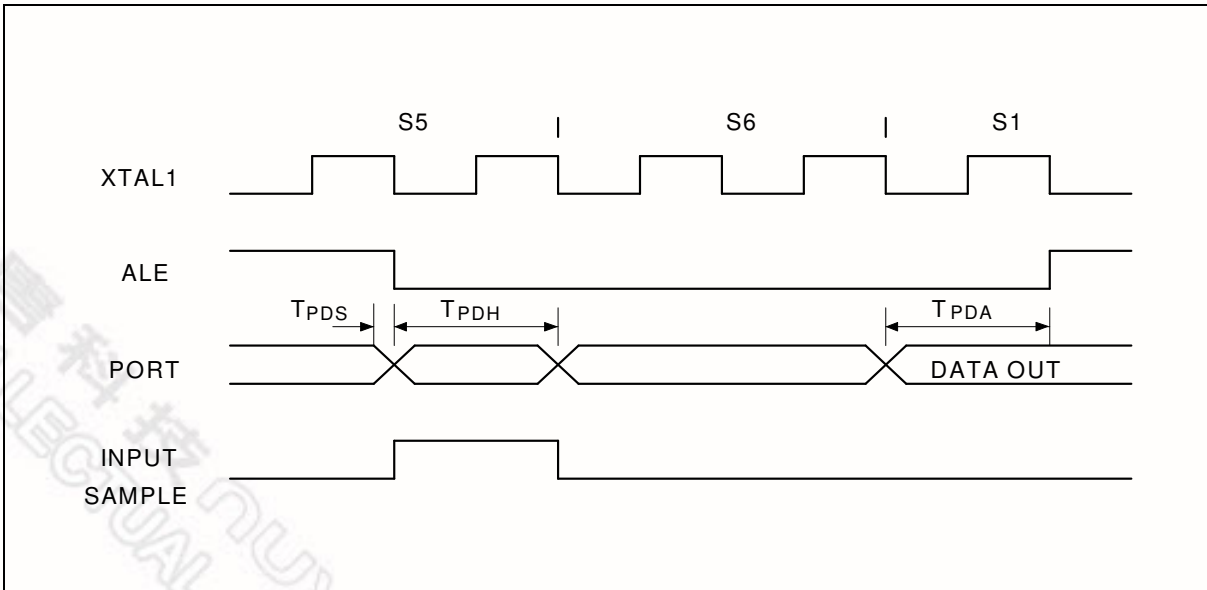 S5 S6 S1
XTAL1
ALE
TPDS TPDH TPDA
PORT DATA OUT
INPUT
SAMPLE